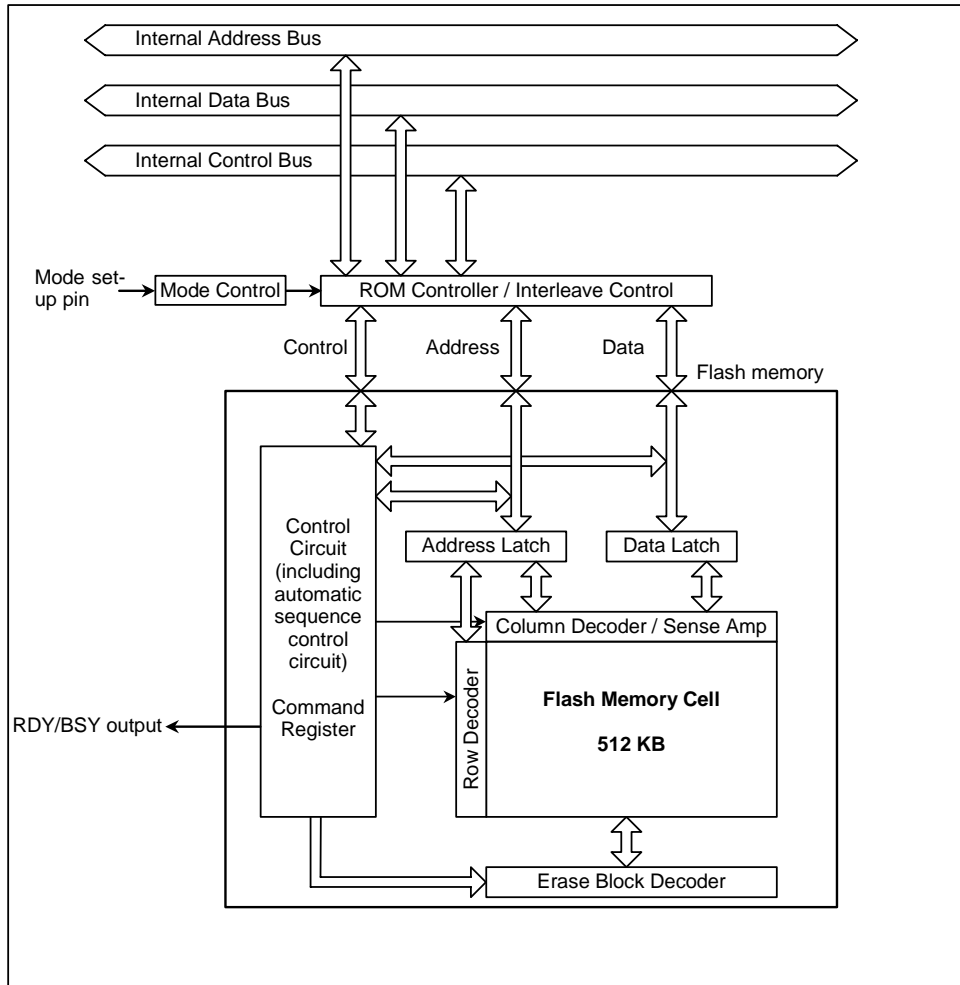 Internal Address Bus
Internal Data Bus
Internal Control Bus
Mode set-
up pin
Mode Control
ROM Controller / Interleave Control
Control
Address
Data
Flash memory
Control
Circuit
(including
automatic
sequence
control
circuit)
Command
Register
Address Latch
Data Latch
Column Decoder / Sense Amp
Row Decoder
Flash Memory Cell
512 KB
RDY/BSY output
Erase Block Decoder